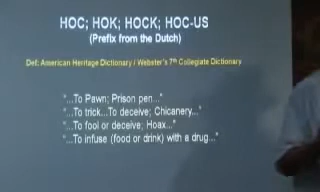 HOC; HOK; HOCK; HOC-US
(Prefix from the Dutch)
Def: American Heritage Dictionary / Webster's 7th Collegiate Dictionary
"...To Pawn; Prison pen..."
"...To trick...To deceive; Chicanery..."
"...To fool or deceive; Hoax..."
"...To infuse (food or drink) with a drug..."